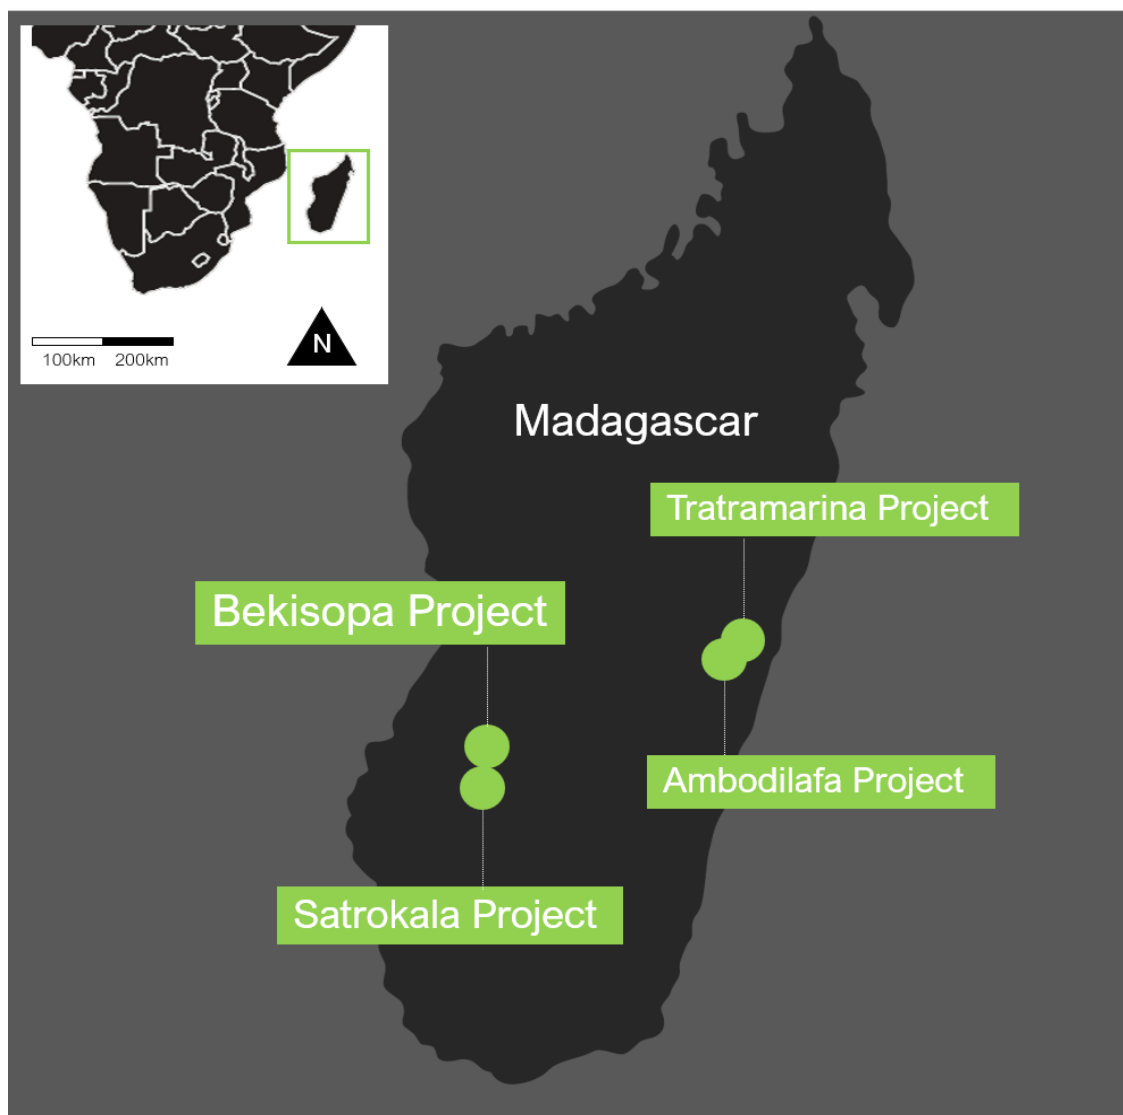 N
100km 200km
Madagascar
Tratramarina Project
Bekisopa Project
Ambodilafa Project
Satrokala Project